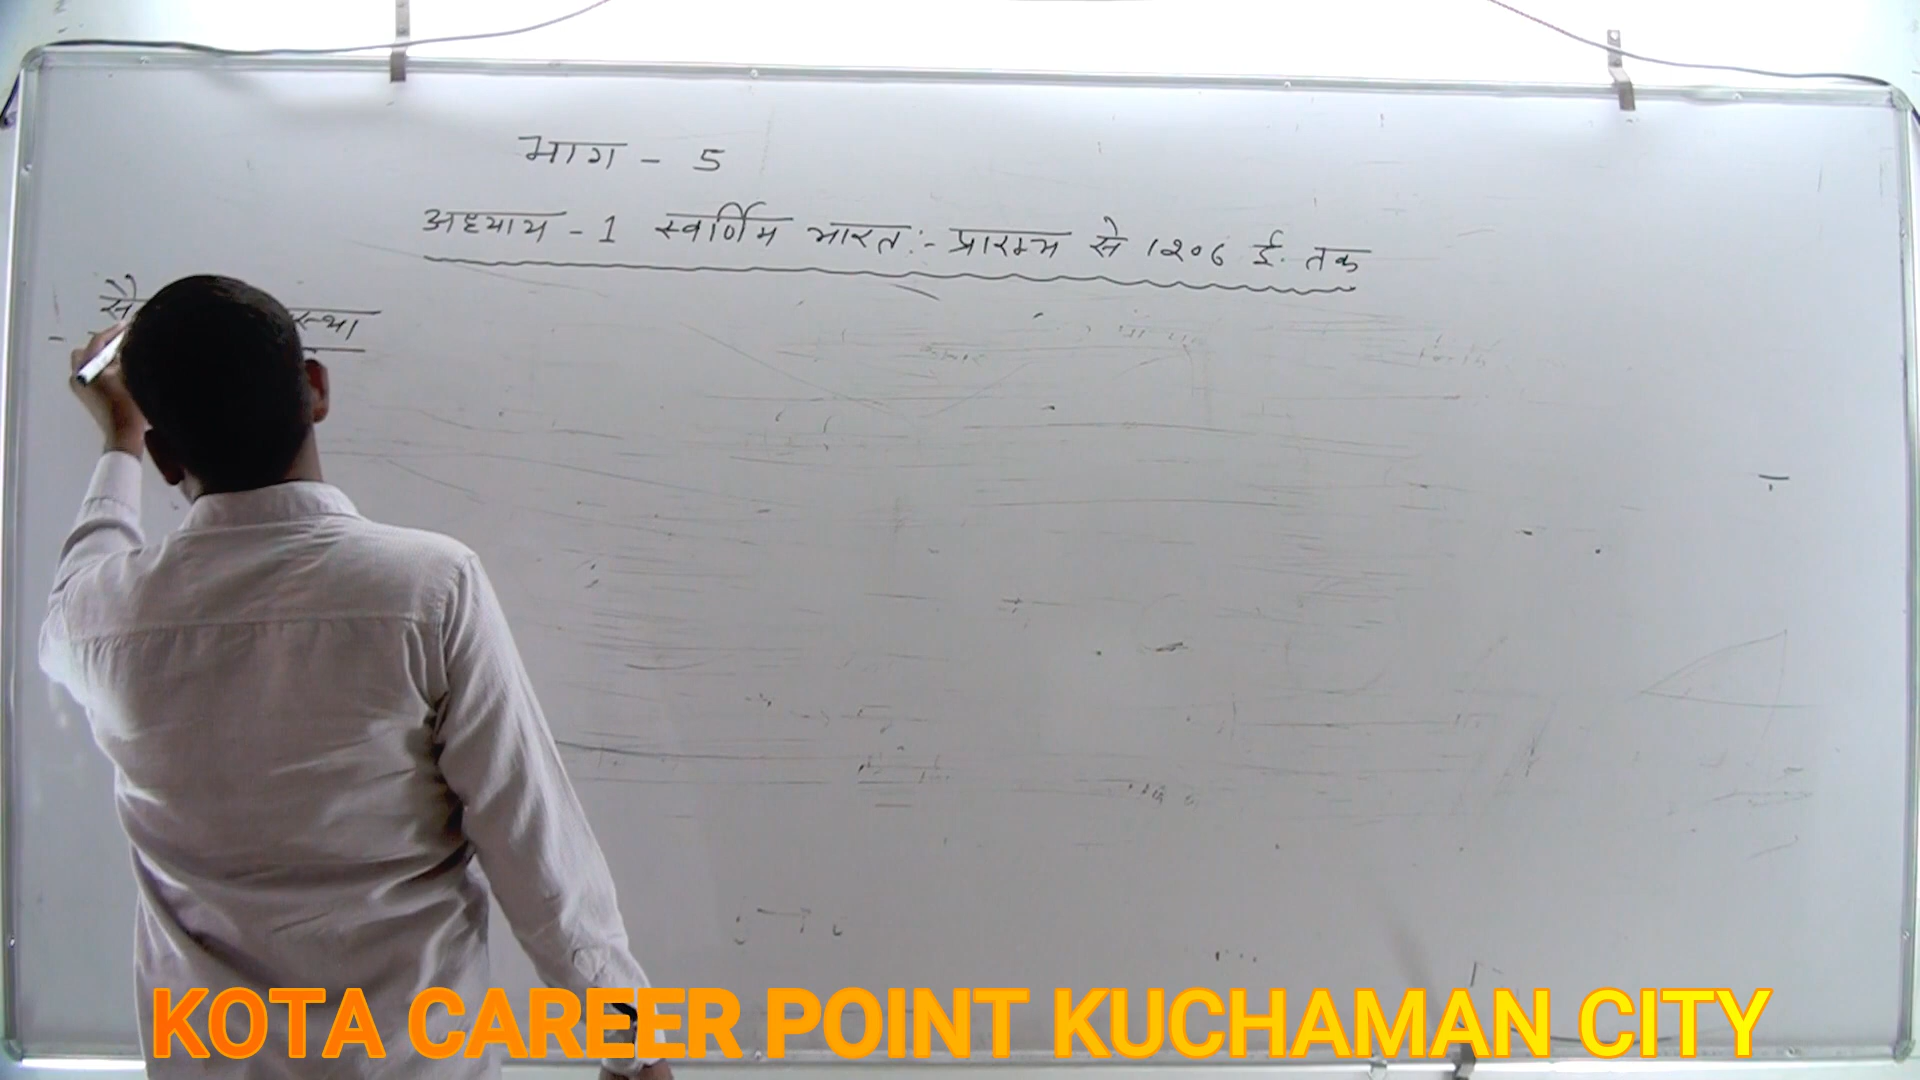 भाग - 5
अध्याय - 1 स्वर्णिम भारत :- प्रारम्भ से 1206 ई. तक
KOTA CAREER POINT KUCHAMAN CITY